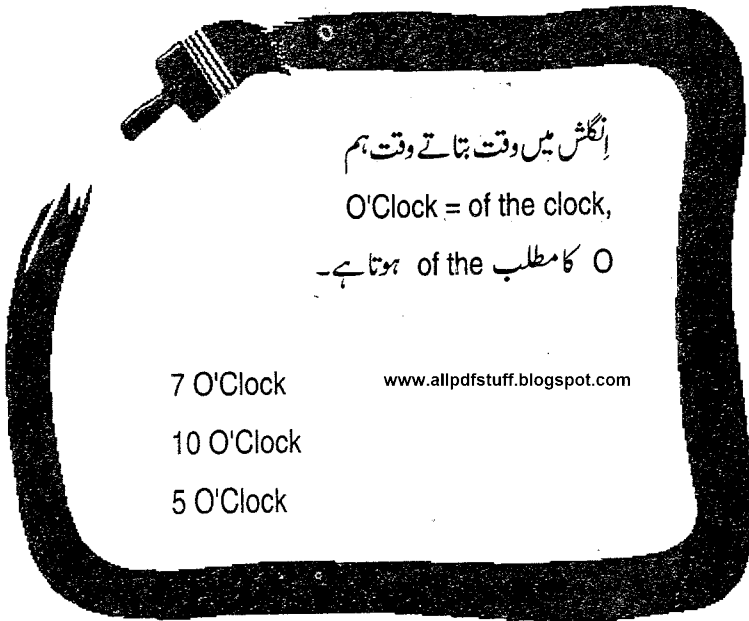 اِنگلش میں وقت بتاتے وقت ہم
O'Clock = of the clock,
O کا مطلب of the ہوتا ہے۔
7 O'Clock
www.allpdfstuff.blogspot.com
10 O'Clock
5 O'Clock